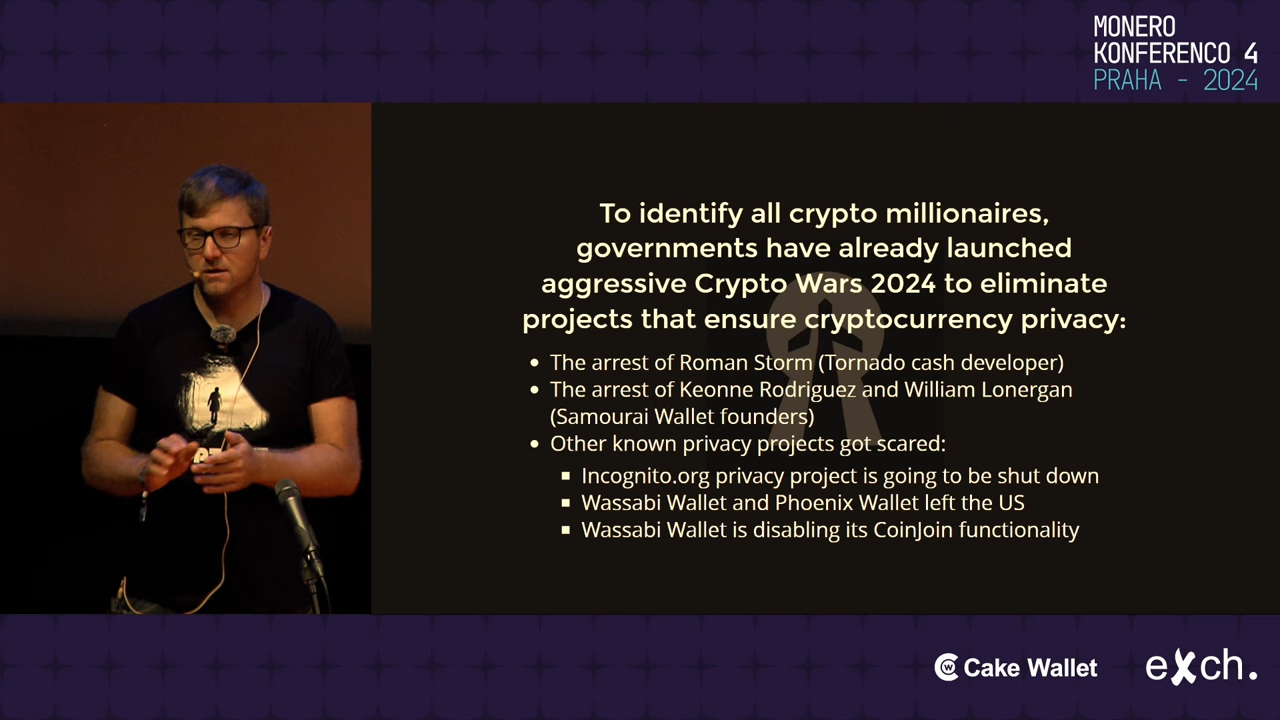 MONERO
KONFERENCO 4
PRAHA - 2024
To identify all crypto millionaires,
governments have already launched
aggressive Crypto Wars 2024 to eliminate
projects that ensure cryptocurrency privacy:
• The arrest of Roman Storm (Tornado cash developer)
• The arrest of Keonne Rodriguez and William Lonergan
(Samourai Wallet founders)
• Other known privacy projects got scared:
▪ Incognito.org privacy project is going to be shut down
▪ Wassabi Wallet and Phoenix Wallet left the US
▪ Wassabi Wallet is disabling its CoinJoin functionality
Cake Wallet
exch.